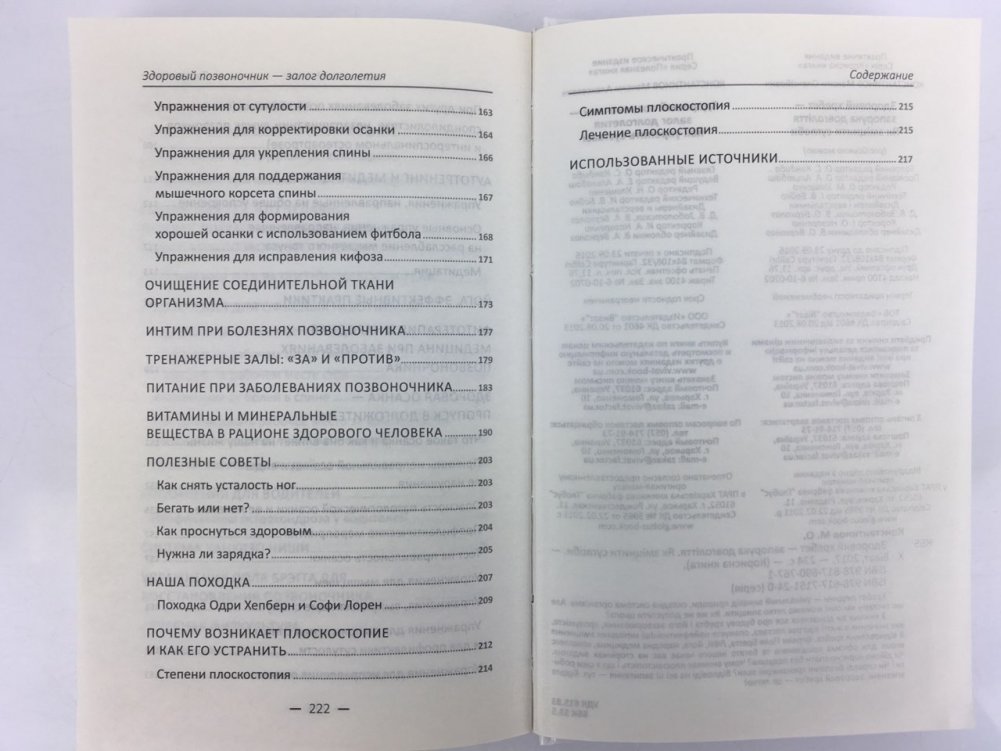 Здоровый позвоночник — залог долголетия
Упражнения от сутулости 163
Упражнения для корректировки осанки 164
Упражнения для укрепления спины 166
Упражнения для поддержания
мышечного корсета спины 167
Упражнения для формирования
хорошей осанки с использованием фитбола 168
Упражнения для исправления кифоза 171
ОЧИЩЕНИЕ СОЕДИНИТЕЛЬНОЙ ТКАНИ
ОРГАНИЗМА 173
ИНТИМ ПРИ БОЛЕЗНЯХ ПОЗВОНОЧНИКА 177
ТРЕНАЖЕРНЫЕ ЗАЛЫ: «ЗА» И «ПРОТИВ» 179
ПИТАНИЕ ПРИ ЗАБОЛЕВАНИЯХ ПОЗВОНОЧНИКА 183
ВИТАМИНЫ И МИНЕРАЛЬНЫЕ
ВЕЩЕСТВА В РАЦИОНЕ ЗДОРОВОГО ЧЕЛОВЕКА 190
ПОЛЕЗНЫЕ СОВЕТЫ 203
Как снять усталость ног 203
Бегать или нет? 203
Как проснуться здоровым 204
Нужна ли зарядка? 205
НАША ПОХОДКА 207
Походка Одри Хепберн и Софи Лорен 209
ПОЧЕМУ ВОЗНИКАЕТ ПЛОСКОСТОПИЕ
И КАК ЕГО УСТРАНИТЬ 212
Степени плоскостопия 214
— 222 —
Содержание
Симптомы плоскостопия 215
Лечение плоскостопия 215
ИСПОЛЬЗОВАННЫЕ ИСТОЧНИКИ 217